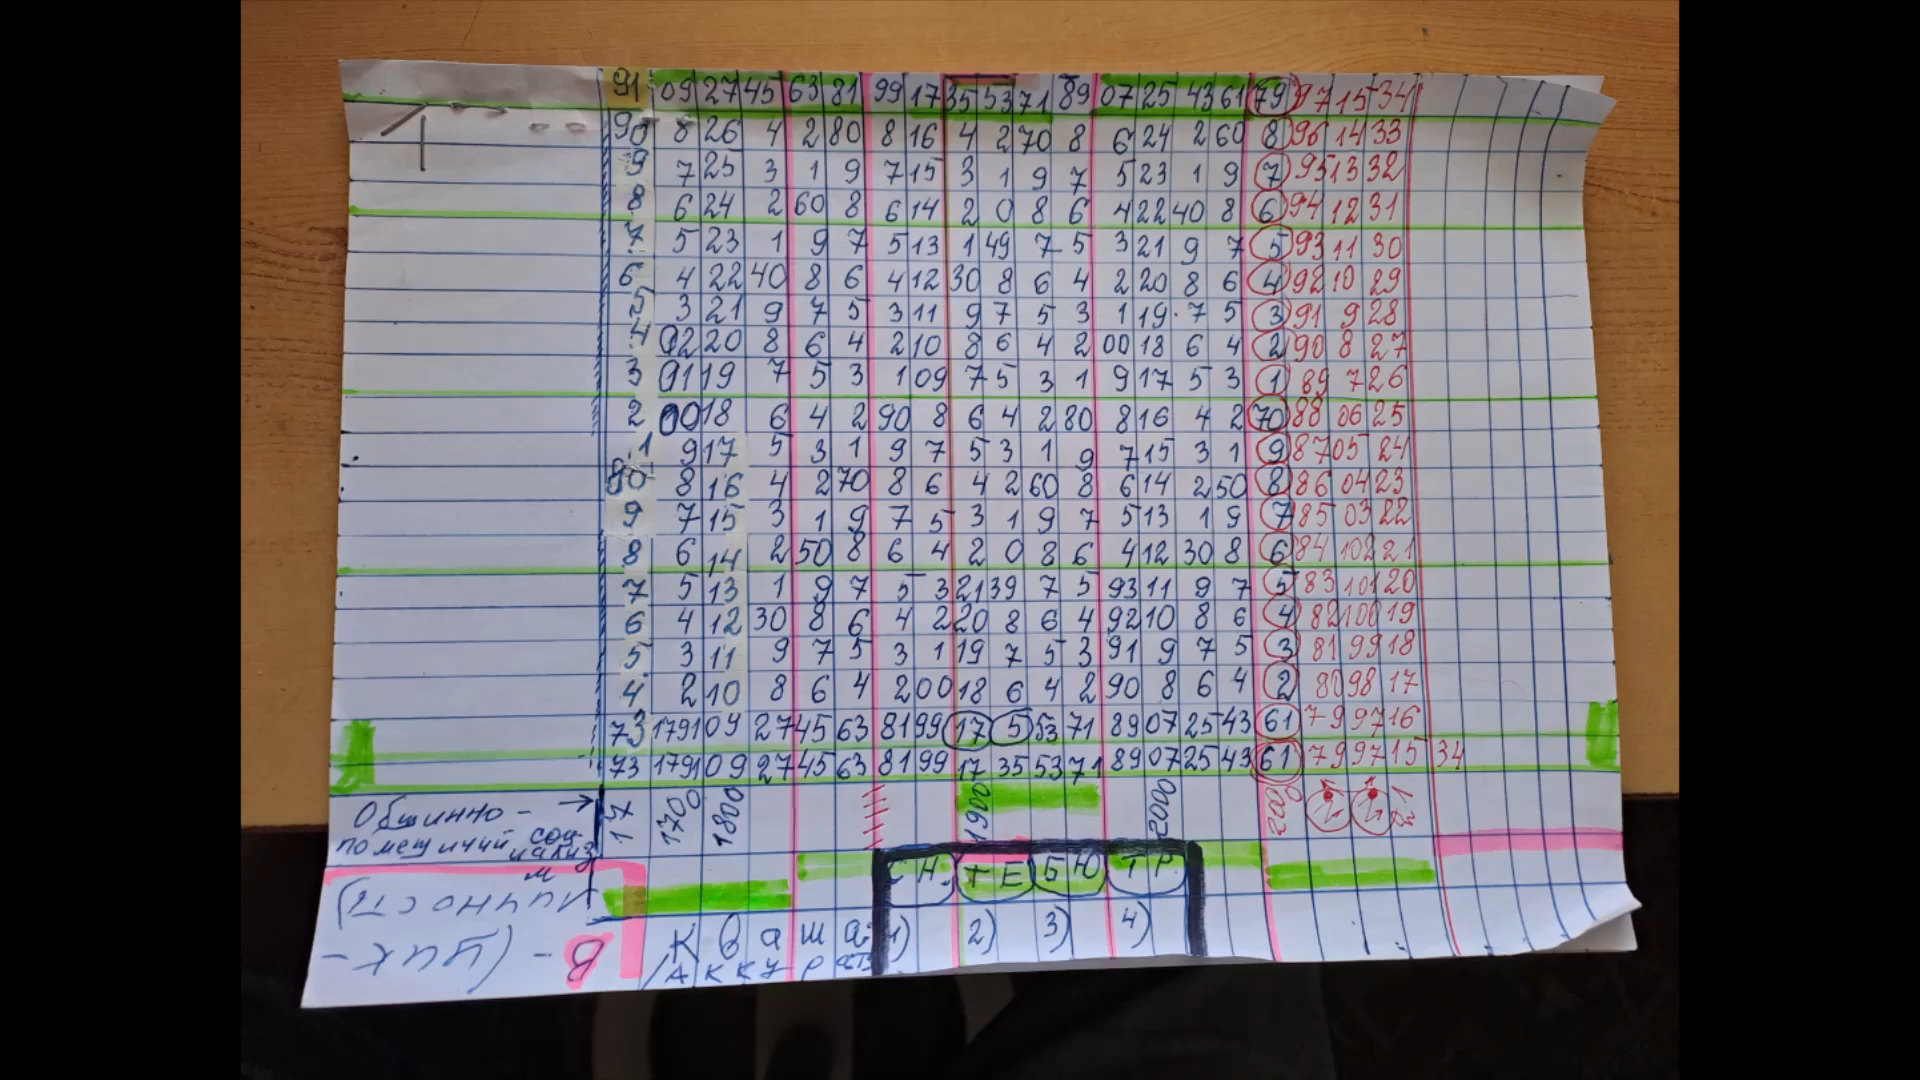 91 09 27 45 63 81 99 17 35 53 71 89 07 25 43 61 79 97 15 34
90 8 26 4 2 80 8 16 4 2 70 8 6 24 2 60 8 96 14 33
9 7 25 3 1 9 7 15 3 1 9 7 5 23 1 9 7 95 13 32
8 6 24 2 60 8 6 14 2 0 8 6 4 22 40 8 6 94 12 31
7 5 23 1 9 7 5 13 1 49 7 5 3 21 9 7 5 93 11 30
6 4 22 40 8 6 4 12 30 8 6 4 2 20 8 6 4 92 10 29
5 3 21 9 7 5 3 11 9 7 5 3 1 19 7 5 3 91 9 28
4 02 20 8 6 4 2 10 8 6 4 2 00 18 6 4 2 90 8 27
3 01 19 7 5 3 1 09 7 5 3 1 9 17 5 3 1 89 7 26
2 00 18 6 4 2 90 8 6 4 2 80 8 16 4 2 70 88 06 25
1 9 17 5 3 1 9 7 5 3 1 9 7 15 3 1 9 87 05 24
80 8 16 4 2 70 8 6 4 2 60 8 6 14 2 50 8 86 04 23
9 7 15 3 1 9 7 5 3 1 9 7 5 13 1 9 7 85 03 22
8 6 14 2 50 8 6 4 2 0 8 6 4 12 30 8 6 84 102 21
7 5 13 1 9 7 5 3 21 39 7 5 93 11 9 7 5 83 101 20
6 4 12 30 8 6 4 2 20 8 6 4 92 10 8 6 4 82 100 19
5 3 11 9 7 5 3 1 19 7 5 3 91 9 7 5 3 81 99 18
4 2 10 8 6 4 2 00 18 6 4 2 90 8 6 4 2 80 98 17
73 1791 09 27 45 63 81 99 17 5 53 71 89 07 25 43 61 79 97 16
73 1791 09 27 45 63 81 99 17 35 53 71 89 07 25 43 61 79 97 15 34
Общинно - 1700 1800 1900 2000
помещичий социализм
С Н. Т Е Б Ю Т Р
Личность)
В - (Цик -
К В а ш а 1) 2) 3) 4)
А К К У Р